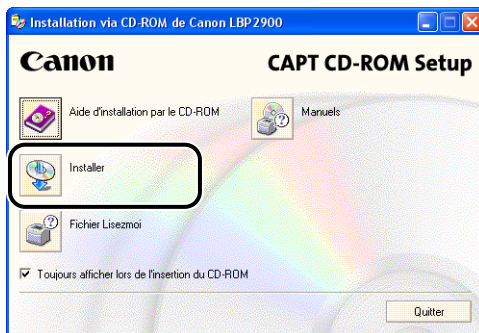 Installation via CD-ROM de Canon LBP2900
Canon
CAPT CD-ROM Setup
Aide d'installation par le CD-ROM
Manuels
Installer
Fichier Lisezmoi
Toujours afficher lors de l'insertion du CD-ROM
Quitter